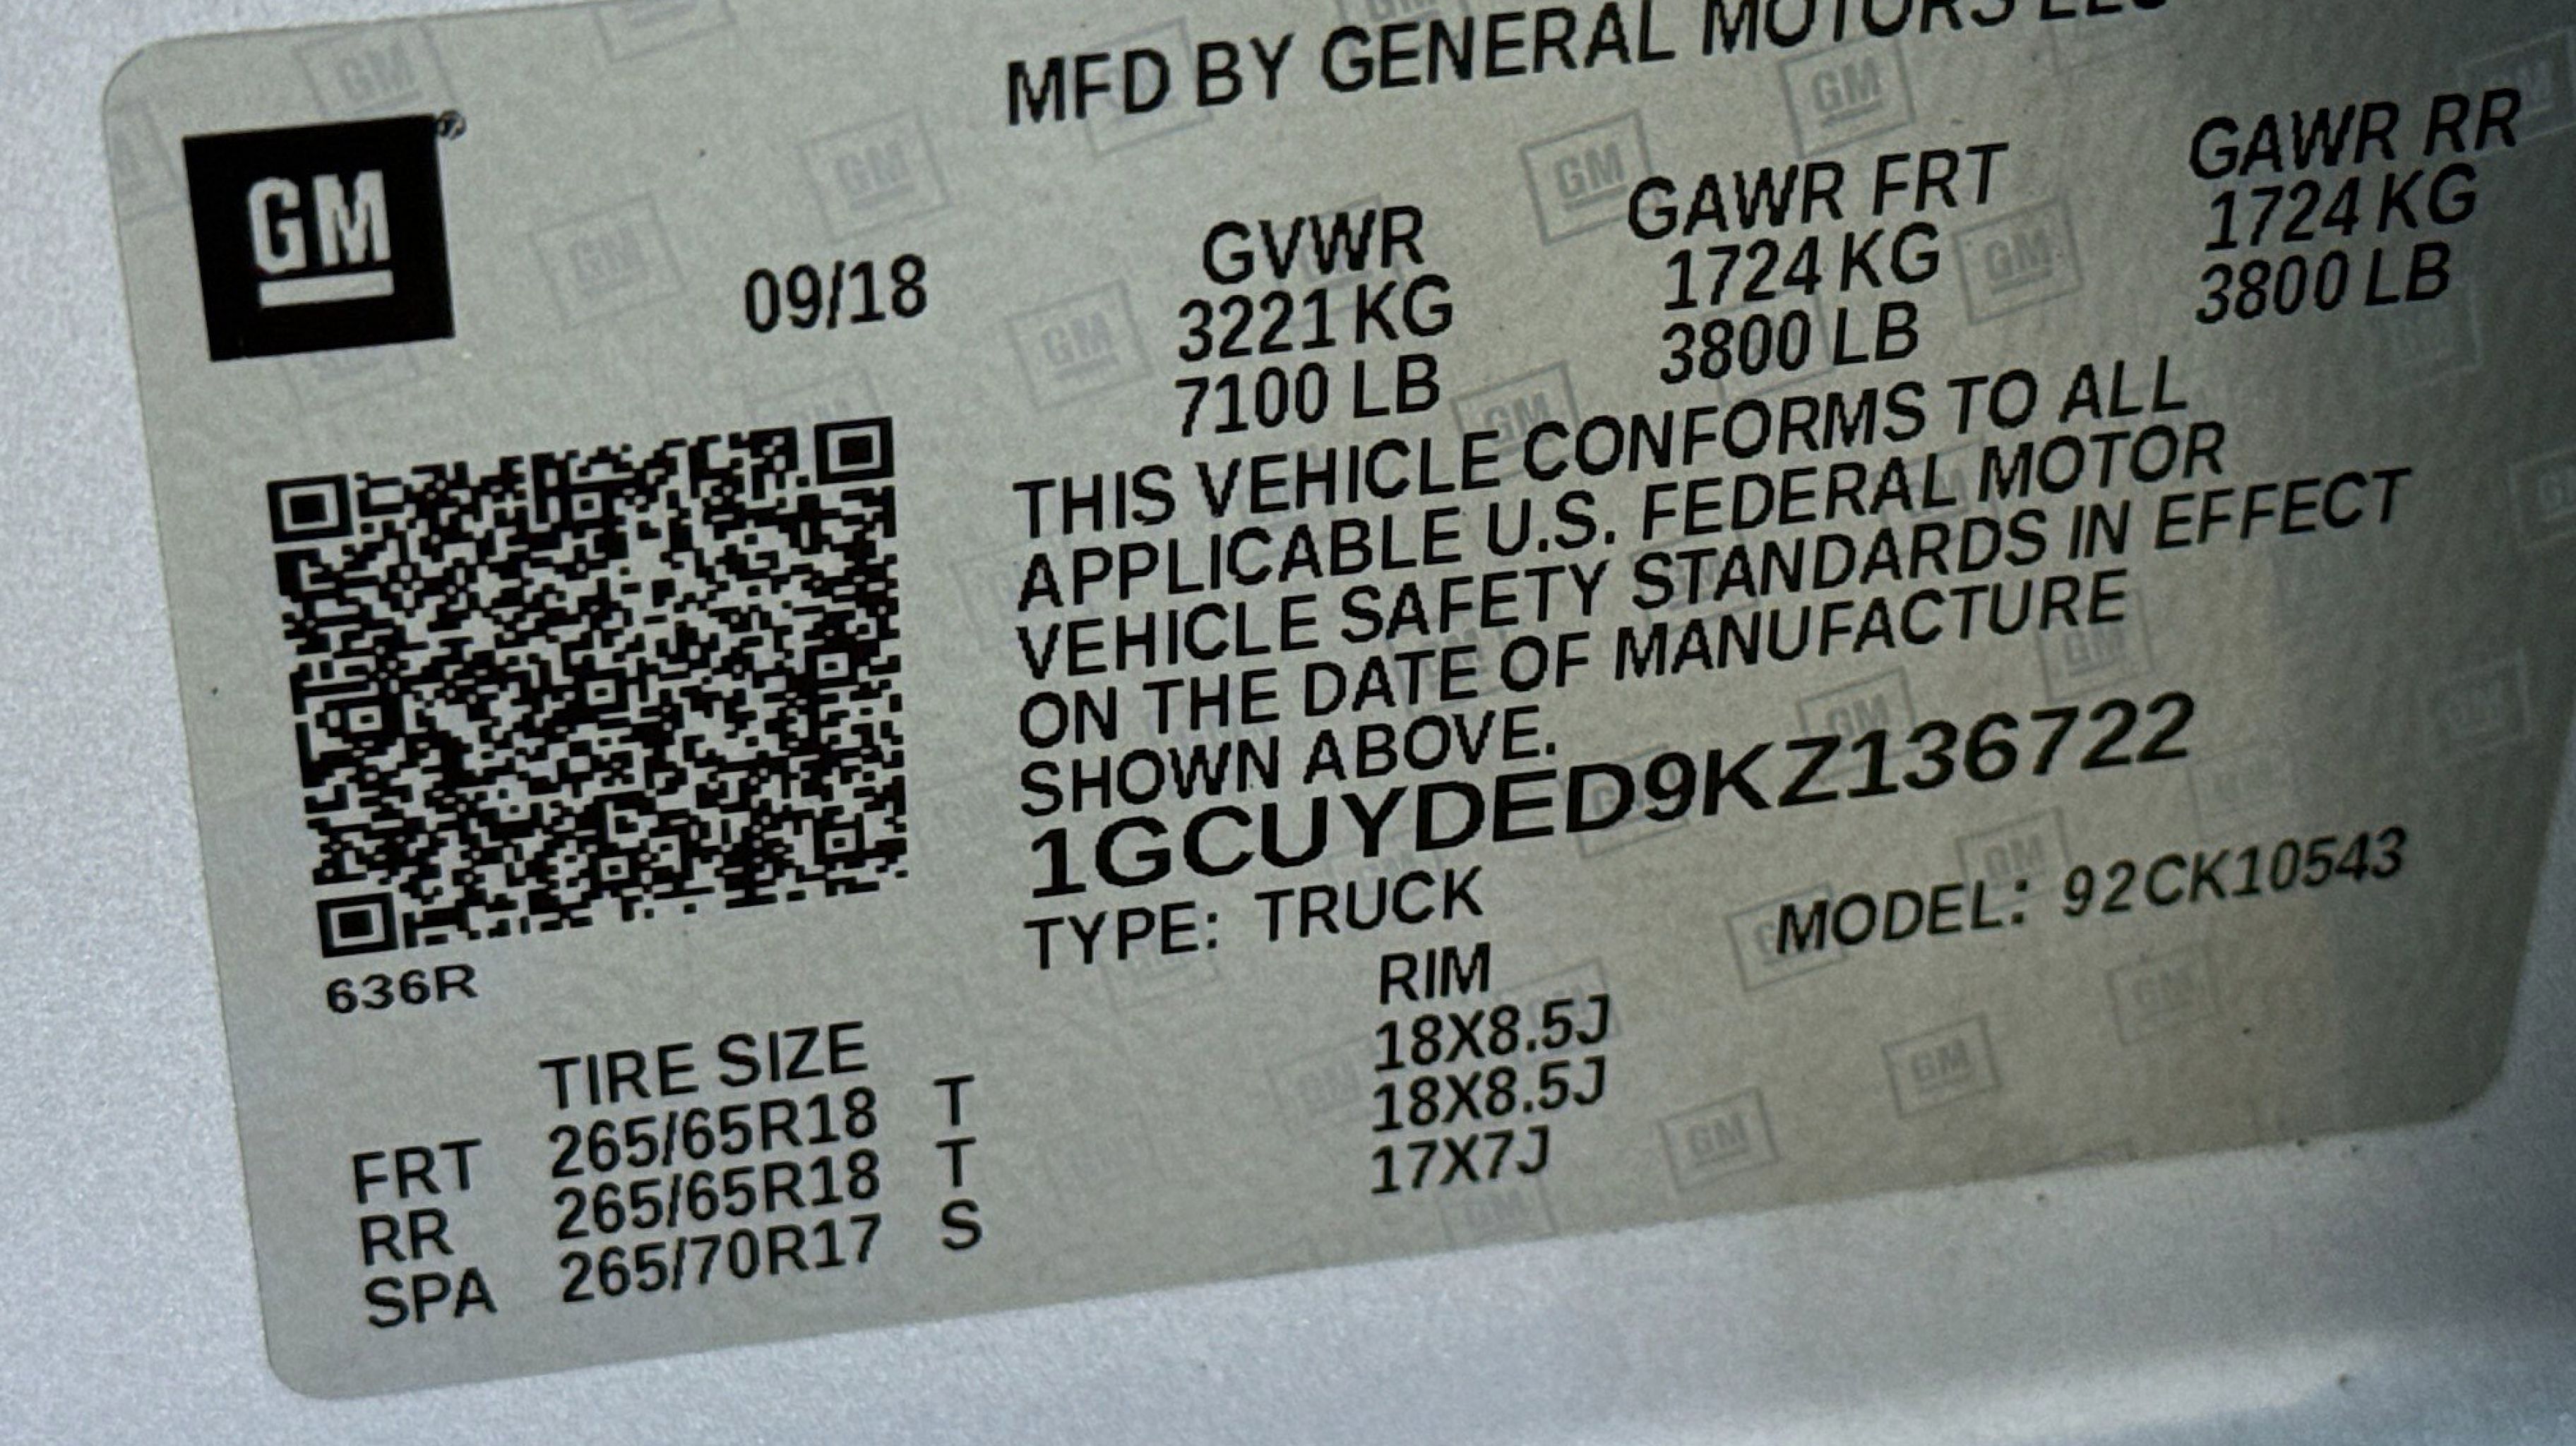 MFD BY GENERAL MOTORS LLC
GM
09/18
GVWR GAWR FRT GAWR RR
3221 KG 1724 KG 1724 KG
7100 LB 3800 LB 3800 LB
THIS VEHICLE CONFORMS TO ALL
APPLICABLE U.S. FEDERAL MOTOR
VEHICLE SAFETY STANDARDS IN EFFECT
ON THE DATE OF MANUFACTURE
SHOWN ABOVE.
1GCUYDED9KZ136722
TYPE: TRUCK MODEL: 92CK10543
636R
TIRE SIZE RIM
FRT 265/65R18 T 18X8.5J
RR 265/65R18 T 18X8.5J
SPA 265/70R17 S 17X7J